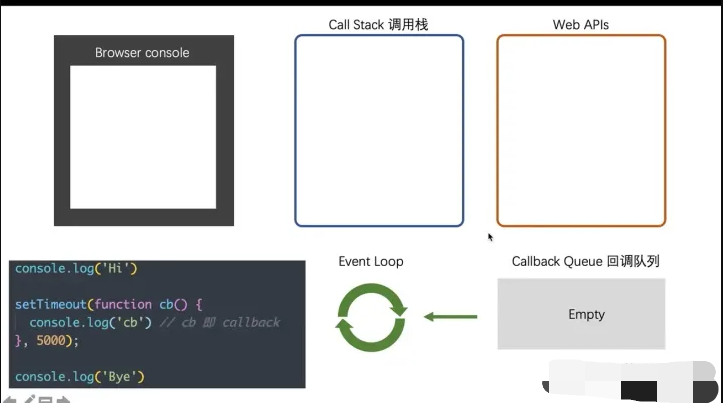 Call Stack 调用栈
Web APIs
Browser console
console.log('Hi')
setTimeout(function cb() {
console.log('cb') // cb 即 callback
}, 5000);
console.log('Bye')
Event Loop
Callback Queue 回调队列
Empty